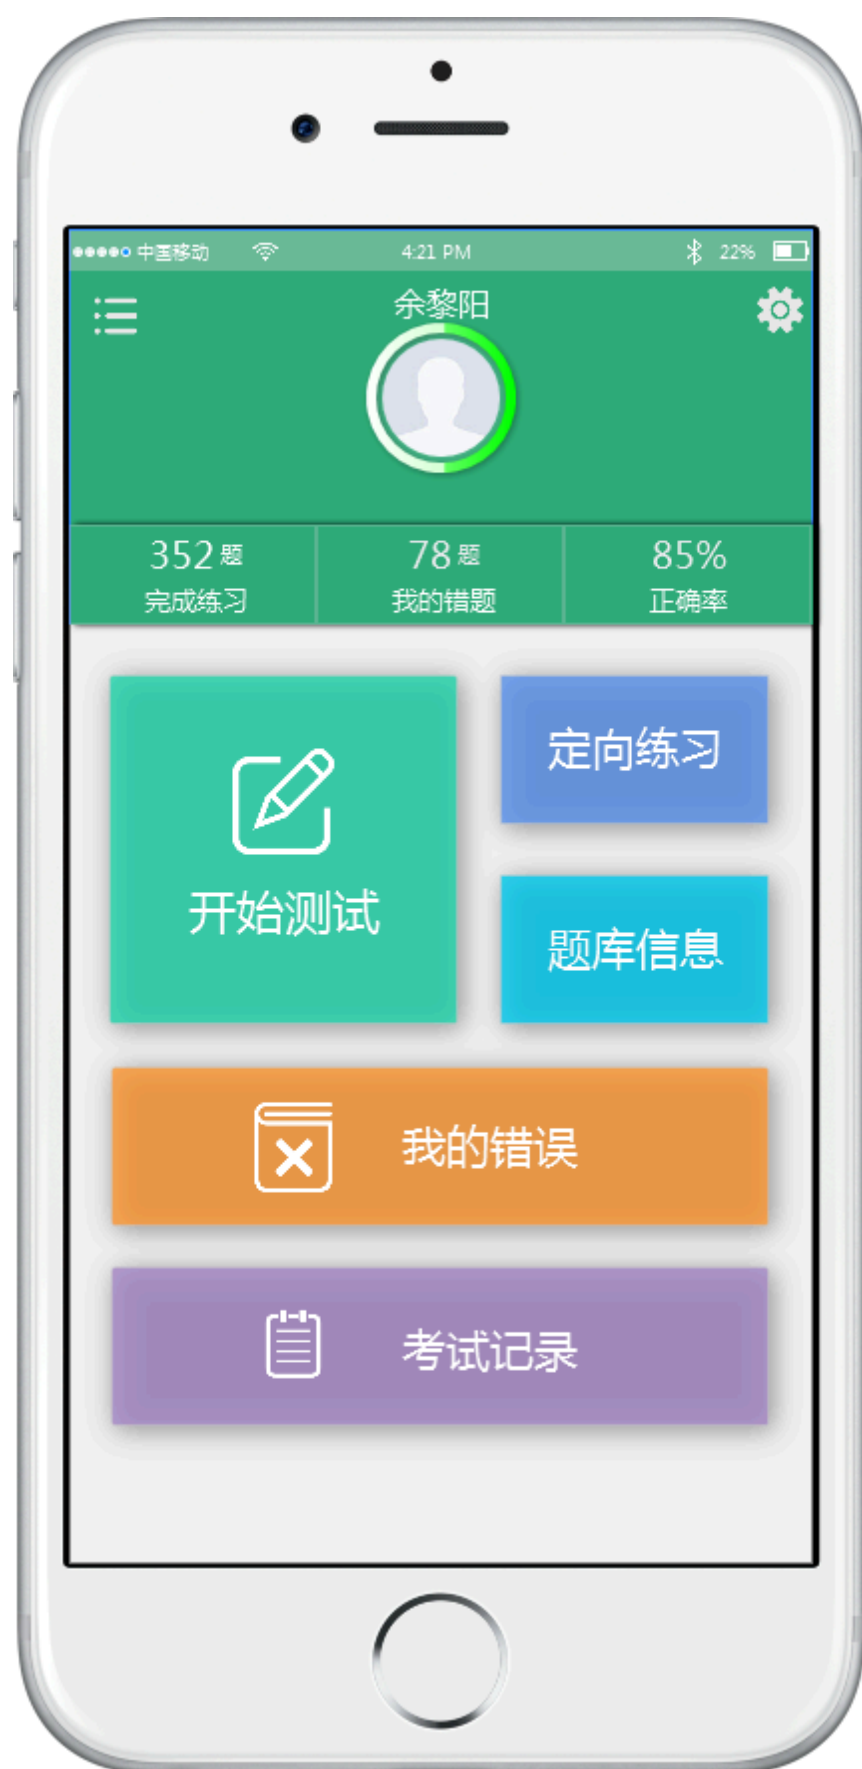 中国移动 4:21 PM 22%
余黎阳
352题 78题 85%
完成练习 我的错题 正确率
定向练习
开始测试
题库信息
我的错误
考试记录